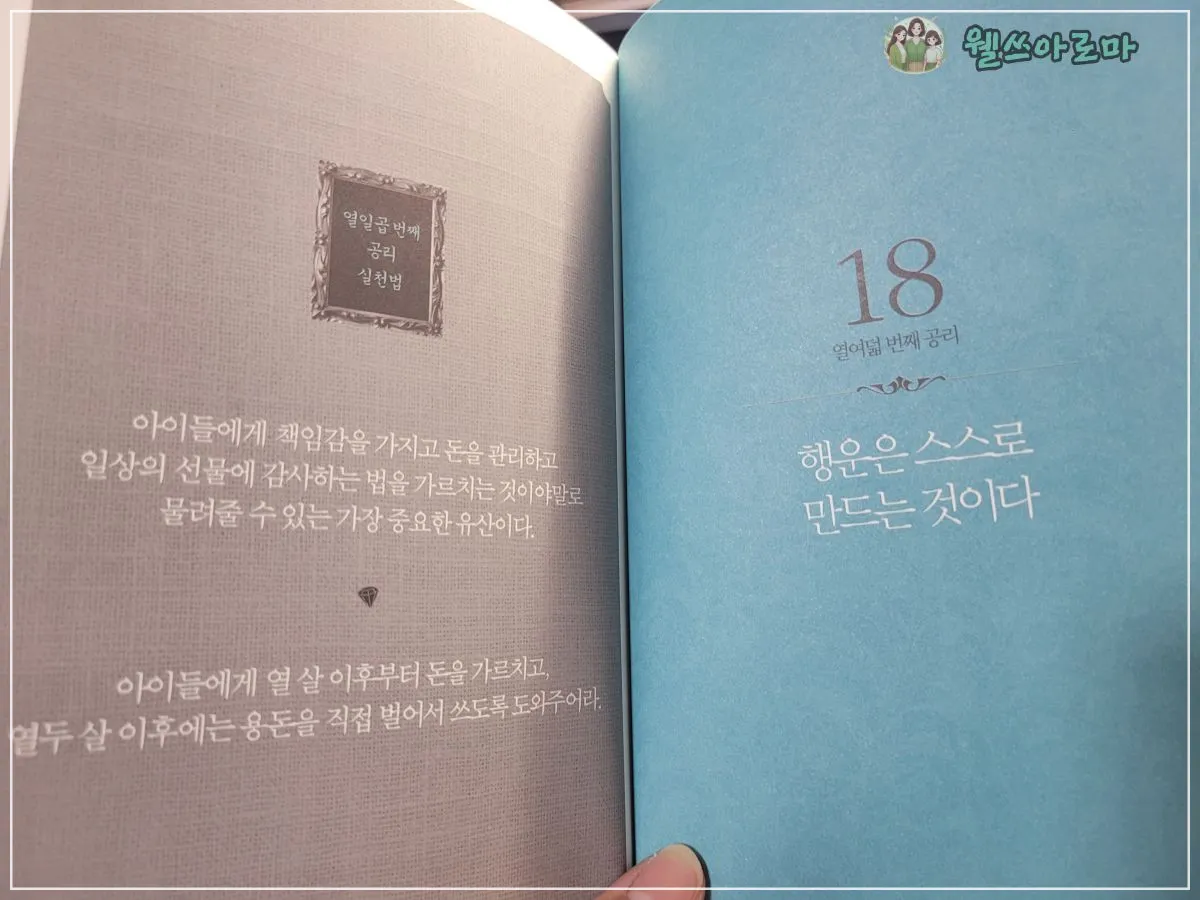 열일곱 번째
공리
실천법
아이들에게 책임감을 가지고 돈을 관리하고
일상의 선물에 감사하는 법을 가르치는 것이야말로
물려줄 수 있는 가장 중요한 유산이다.
아이들에게 열 살 이후부터 돈을 가르치고,
열두 살 이후에는 용돈을 직접 벌어서 쓰도록 도와주어라.
웰쓰아로마
18
열여덟 번째 공리
행운은 스스로
만드는 것이다